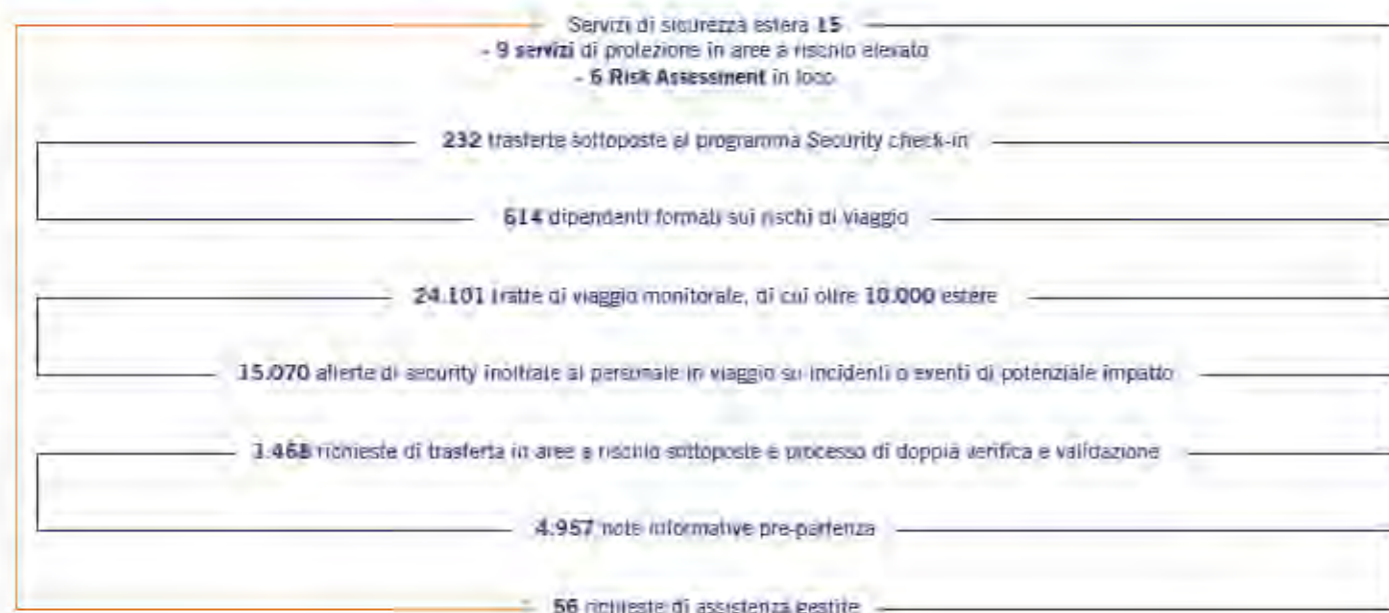 Servizi di sicurezza estera 15
- 9 servizi di protezione in aree a rischio elevato
- 6 Risk Assessment in loco
232 trasferte sottoposte al programma Security check-in
614 dipendenti formati sui rischi di viaggio
24.101 tratte di viaggio monitorate, di cui oltre 10.000 estere
15.070 allerte di security inoltrate al personale in viaggio su incidenti o eventi di potenziale impatto
1.468 richieste di trasferta in aree a rischio sottoposte a processo di doppia verifica e validazione
4.957 note informative pre-partenza
56 richieste di assistenza gestite